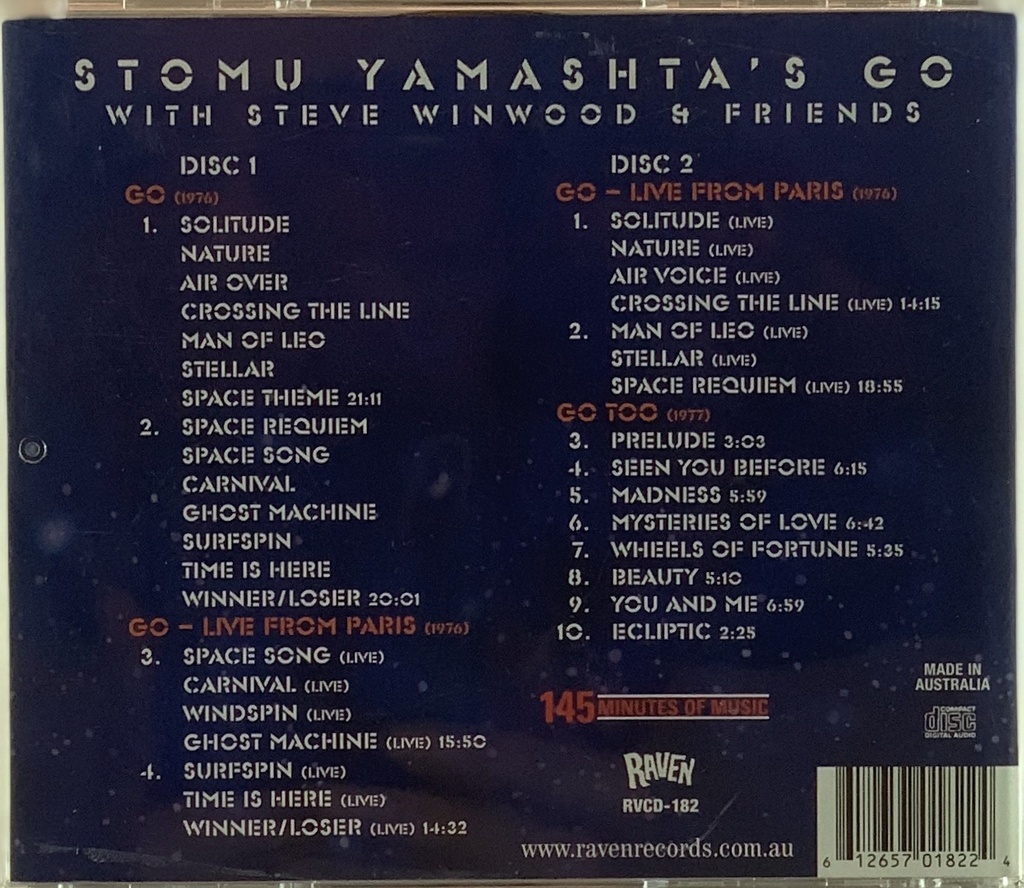 STOMU YAMASHTA'S GO
WITH STEVE WINWOOD & FRIENDS
DISC 1
GO (1976)
1. SOLITUDE
NATURE
AIR OVER
CROSSING THE LINE
MAN OF LEO
STELLAR
SPACE THEME 21:11
2. SPACE REQUIEM
SPACE SONG
CARNIVAL
GHOST MACHINE
SURFSPIN
TIME IS HERE
WINNER/LOSER 20:01
GO – LIVE FROM PARIS (1976)
3. SPACE SONG (LIVE)
CARNIVAL (LIVE)
WINDSPIN (LIVE)
GHOST MACHINE (LIVE) 15:50
4. SURFSPIN (LIVE)
TIME IS HERE (LIVE)
WINNER/LOSER (LIVE) 14:32
DISC 2
GO – LIVE FROM PARIS (1976)
1. SOLITUDE (LIVE)
NATURE (LIVE)
AIR VOICE (LIVE)
CROSSING THE LINE (LIVE) 14:15
2. MAN OF LEO (LIVE)
STELLAR (LIVE)
SPACE REQUIEM (LIVE) 18:55
GO TOO (1977)
3. PRELUDE 3:03
4. SEEN YOU BEFORE 6:15
5. MADNESS 5:59
6. MYSTERIES OF LOVE 6:42
7. WHEELS OF FORTUNE 5:35
8. BEAUTY 5:10
9. YOU AND ME 6:59
10. ECLIPTIC 2:25
145 MINUTES OF MUSIC
RAVEN
RVCD-182
www.ravenrecords.com.au
MADE IN
AUSTRALIA
COMPACT
disc
DIGITAL AUDIO
6 12657 01822 4